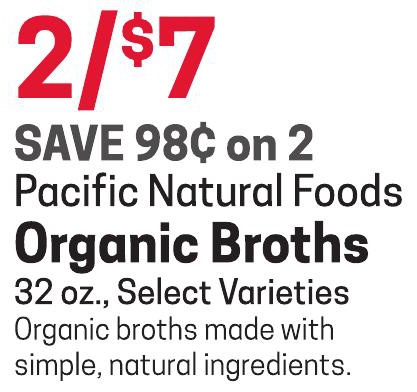 2/$7
SAVE 98¢ on 2
Pacific Natural Foods
Organic Broths
32 oz., Select Varieties
Organic broths made with
simple, natural ingredients.